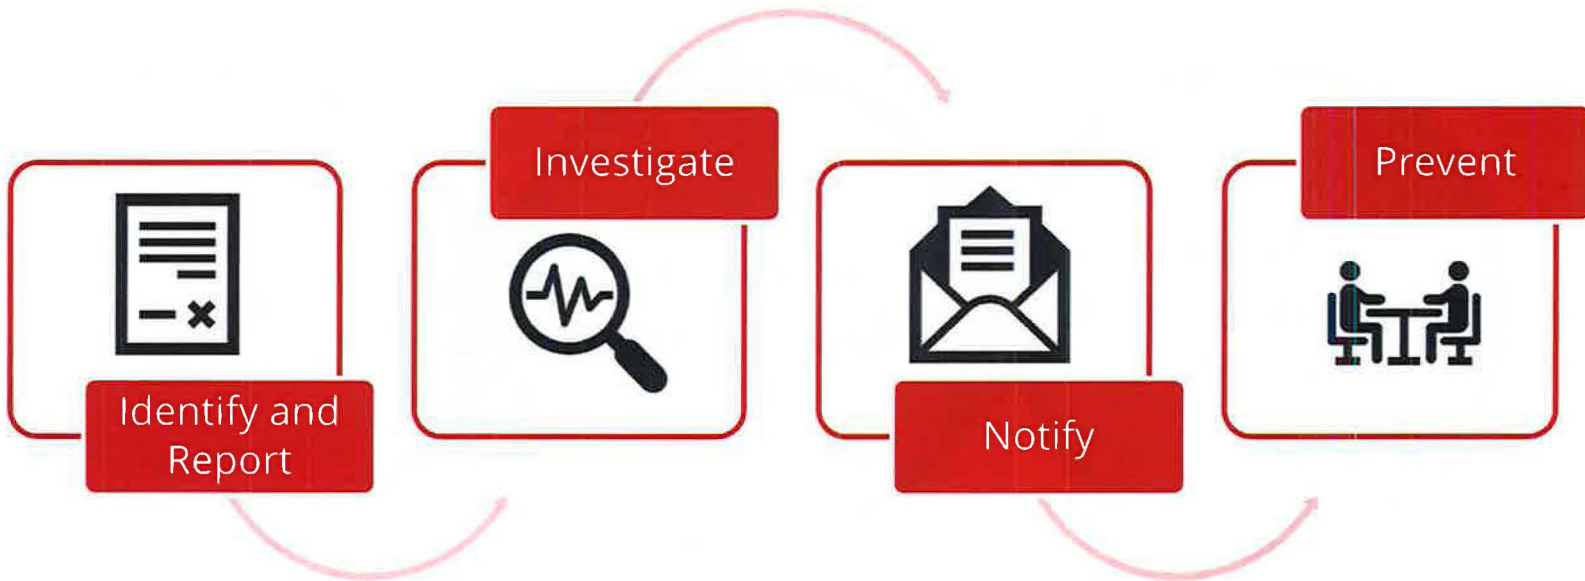 Identify and
Report
Investigate
Notify
Prevent